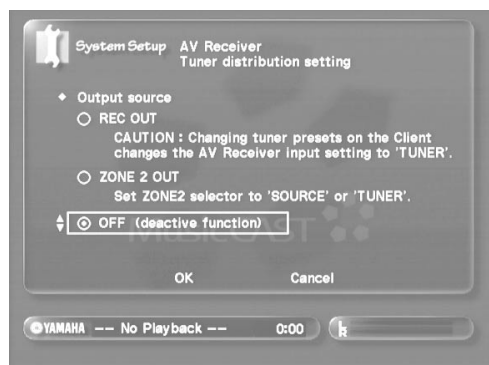 System Setup AV Receiver
Tuner distribution setting
Output source
REC OUT
CAUTION : Changing tuner presets on the Client
changes the AV Receiver input setting to 'TUNER'.
ZONE 2 OUT
Set ZONE2 selector to 'SOURCE' or 'TUNER'.
OFF (deactive function)
MusicCAST
OK Cancel
YAMAHA -- No Playback -- 0:00